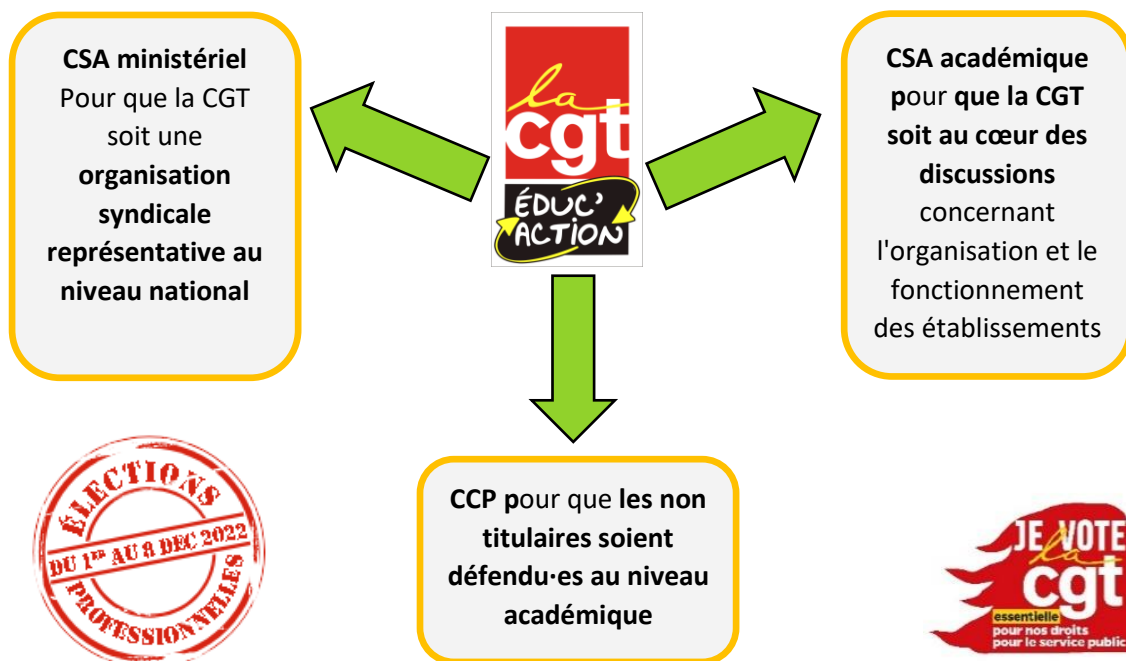 CSA ministériel
Pour que la CGT
soit une
organisation
syndicale
représentative au
niveau national
la
cgt
ÉDUC'
ACTION
CSA académique
pour que la CGT
soit au cœur des
discussions
concernant
l'organisation et le
fonctionnement
des établissements
CCP pour que les non
titulaires soient
défendu·es au niveau
académique
ÉLECTIONS
DU 1ER AU 8 DEC 2022
PROFESSIONNELLES
JE VOTE
la
cgt
essentielle
pour nos droits
pour le service public